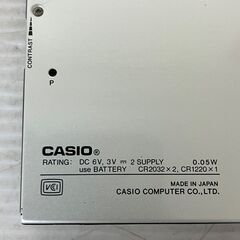 CONTRAST
P
CASIO®
RATING: DC 6V, 3V ⎓ 2 SUPPLY 0.05W
use BATTERY CR2032×2, CR1220×1
VCI
MADE IN JAPAN
CASIO COMPUTER CO., LTD.